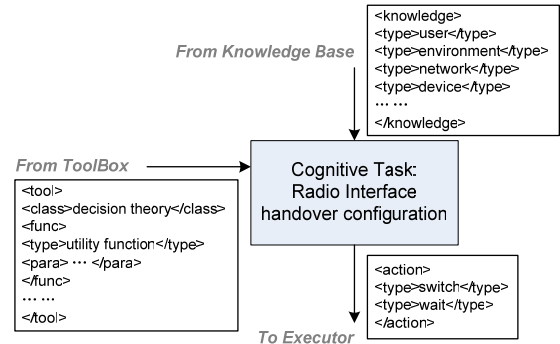 From Knowledge Base
<knowledge>
<type>user</type>
<type>environment</type>
<type>network</type>
<type>device</type>
... ...
</knowledge>
From ToolBox
<tool>
<class>decision theory</class>
<func>
<type>utility function</type>
<para> ... </para>
</func>
... ...
</tool>
Cognitive Task:
Radio Interface
handover configuration
<action>
<type>switch</type>
<type>wait</type>
</action>
To Executor